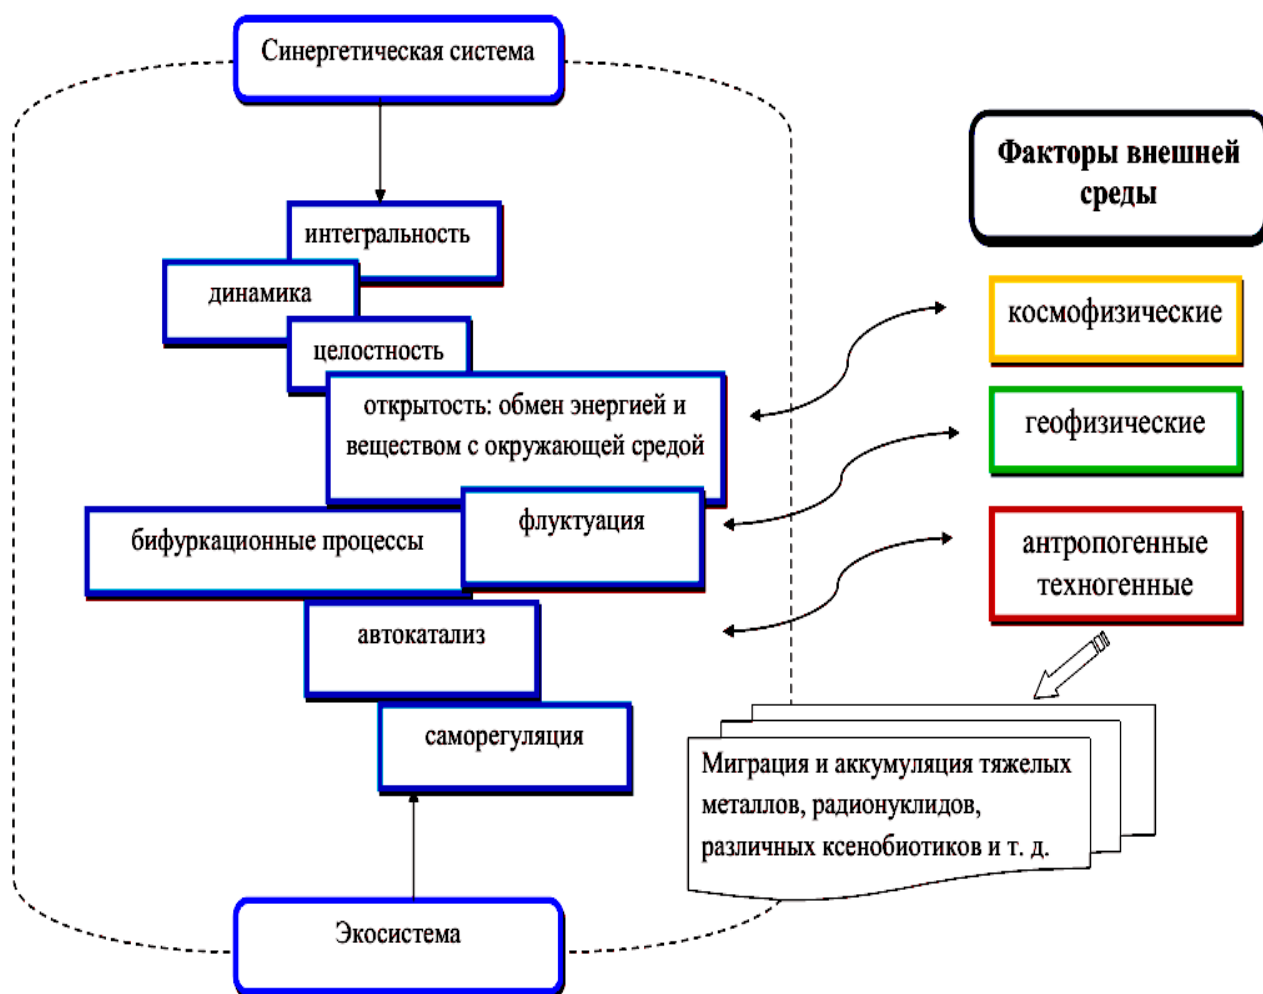 Синергетическая система
Факторы внешней
среды
интегральность
динамика
целостность
открытость: обмен энергией и
веществом с окружающей средой
флуктуация
бифуркационные процессы
автокатализ
саморегуляция
Экосистема
космофизические
геофизические
антропогенные
техногенные
Миграция и аккумуляция тяжелых
металлов, радионуклидов,
различных ксенобиотиков и т. д.